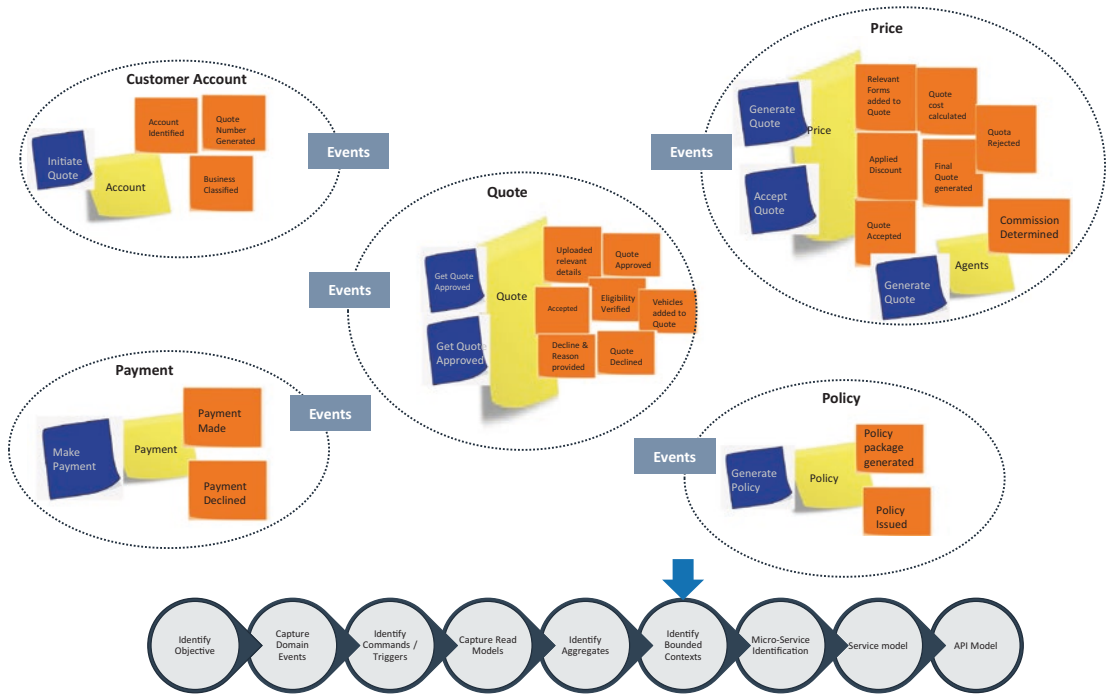 Customer Account
Initiate
Quote
Account
Account
Identified
Quote
Number
Generated
Business
Classified
Events
Price
Events
Generate
Quote
Accept
Quote
Price
Relevant
Forms
added to
Quote
Quote
cost
calculated
Quota
Rejected
Applied
Discount
Final
Quote
generated
Quote
Accepted
Commission
Determined
Generate
Quote
Agents
Quote
Events
Get Quote
Approved
Get Quote
Approved
Quote
Uploaded
relevant
details
Quote
Approved
Accepted
Eligibility
Verified
Vehicles
added to
Quote
Decline &
Reason
provided
Quote
Declined
Payment
Make
Payment
Payment
Payment
Made
Payment
Declined
Events
Policy
Events
Generate
Policy
Policy
Policy
package
generated
Policy
Issued
Identify
Objective
Capture
Domain
Events
Identify
Commands /
Triggers
Capture Read
Models
Identify
Aggregates
Identify
Bounded
Contexts
Micro-Service
Identification
Service model
API Model